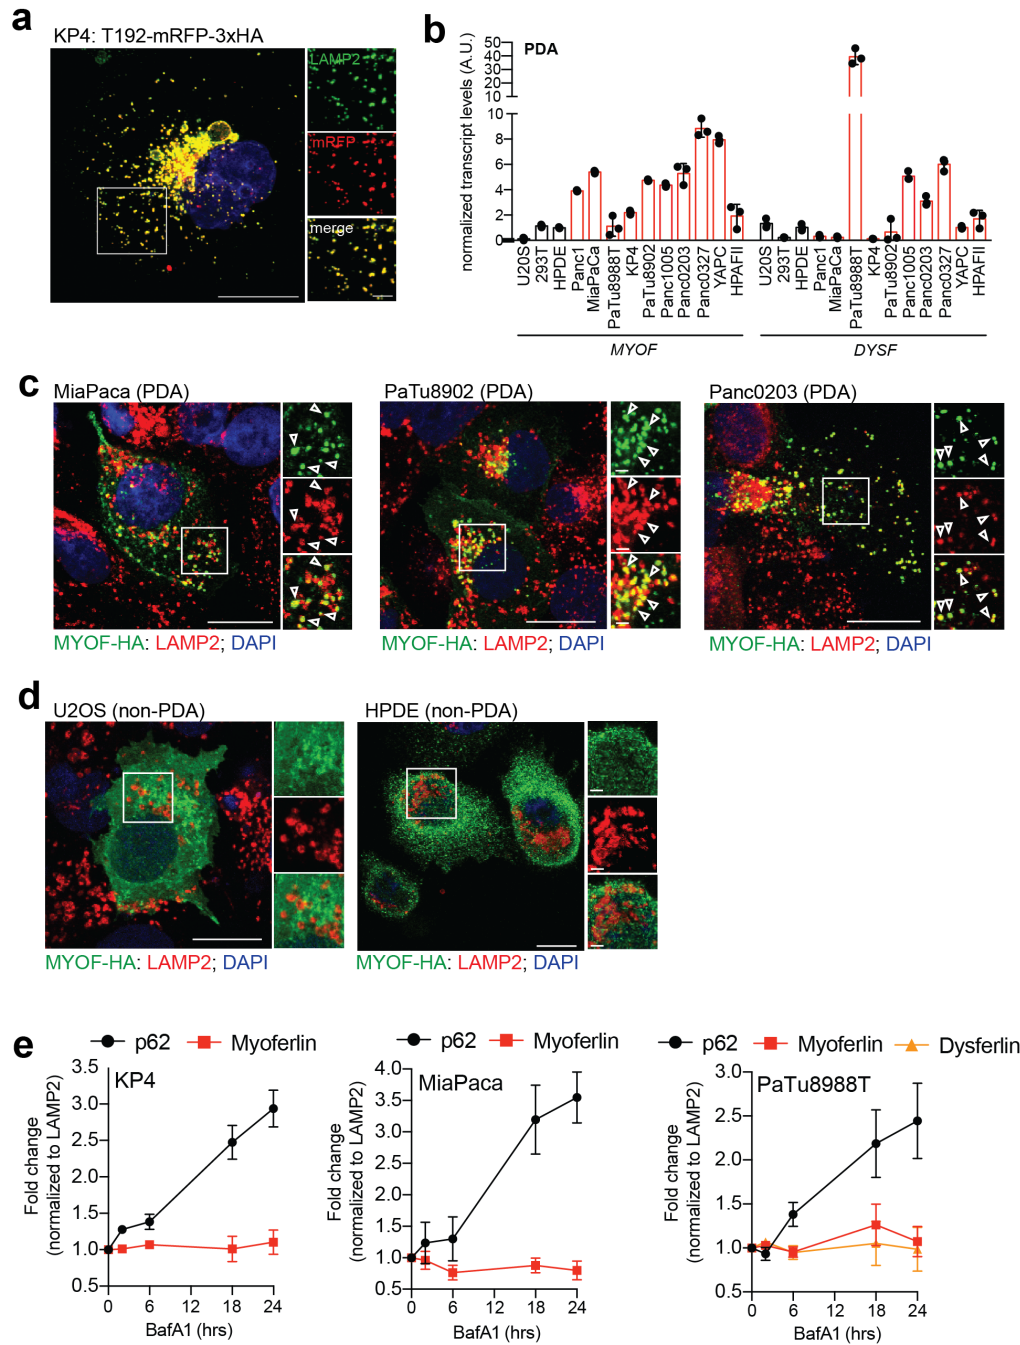 a
KP4: T192-mRFP-3xHA
LAMP2
mRFP
merge
b
PDA
normalized transcript levels (A.U.)
50
40
30
20
10
10
8
6
4
2
0
U20S
293T
HPDE
Panc1
MiaPaCa
PaTu8988T
KP4
PaTu8902
Panc1005
Panc0203
Panc0327
YAPC
HPAFII
U20S
293T
HPDE
Panc1
MiaPaCa
PaTu8988T
KP4
PaTu8902
Panc1005
Panc0203
Panc0327
YAPC
HPAFII
MYOF
DYSF
c
MiaPaca (PDA)
PaTu8902 (PDA)
Panc0203 (PDA)
MYOF-HA: LAMP2; DAPI
MYOF-HA: LAMP2; DAPI
MYOF-HA: LAMP2; DAPI
d
U2OS (non-PDA)
HPDE (non-PDA)
MYOF-HA: LAMP2; DAPI
MYOF-HA: LAMP2; DAPI
e
p62 Myoferlin
KP4
Fold change
(normalized to LAMP2)
3.5
3.0
2.5
2.0
1.5
1.0
0.5
0 6 12 18 24
BafA1 (hrs)
p62 Myoferlin
MiaPaca
Fold change
(normalized to LAMP2)
4.0
3.5
3.0
2.5
2.0
1.5
1.0
0.5
0 6 12 18 24
BafA1 (hrs)
p62 Myoferlin Dysferlin
PaTu8988T
Fold change
(normalized to LAMP2)
3.0
2.5
2.0
1.5
1.0
0.5
0 6 12 18 24
BafA1 (hrs)